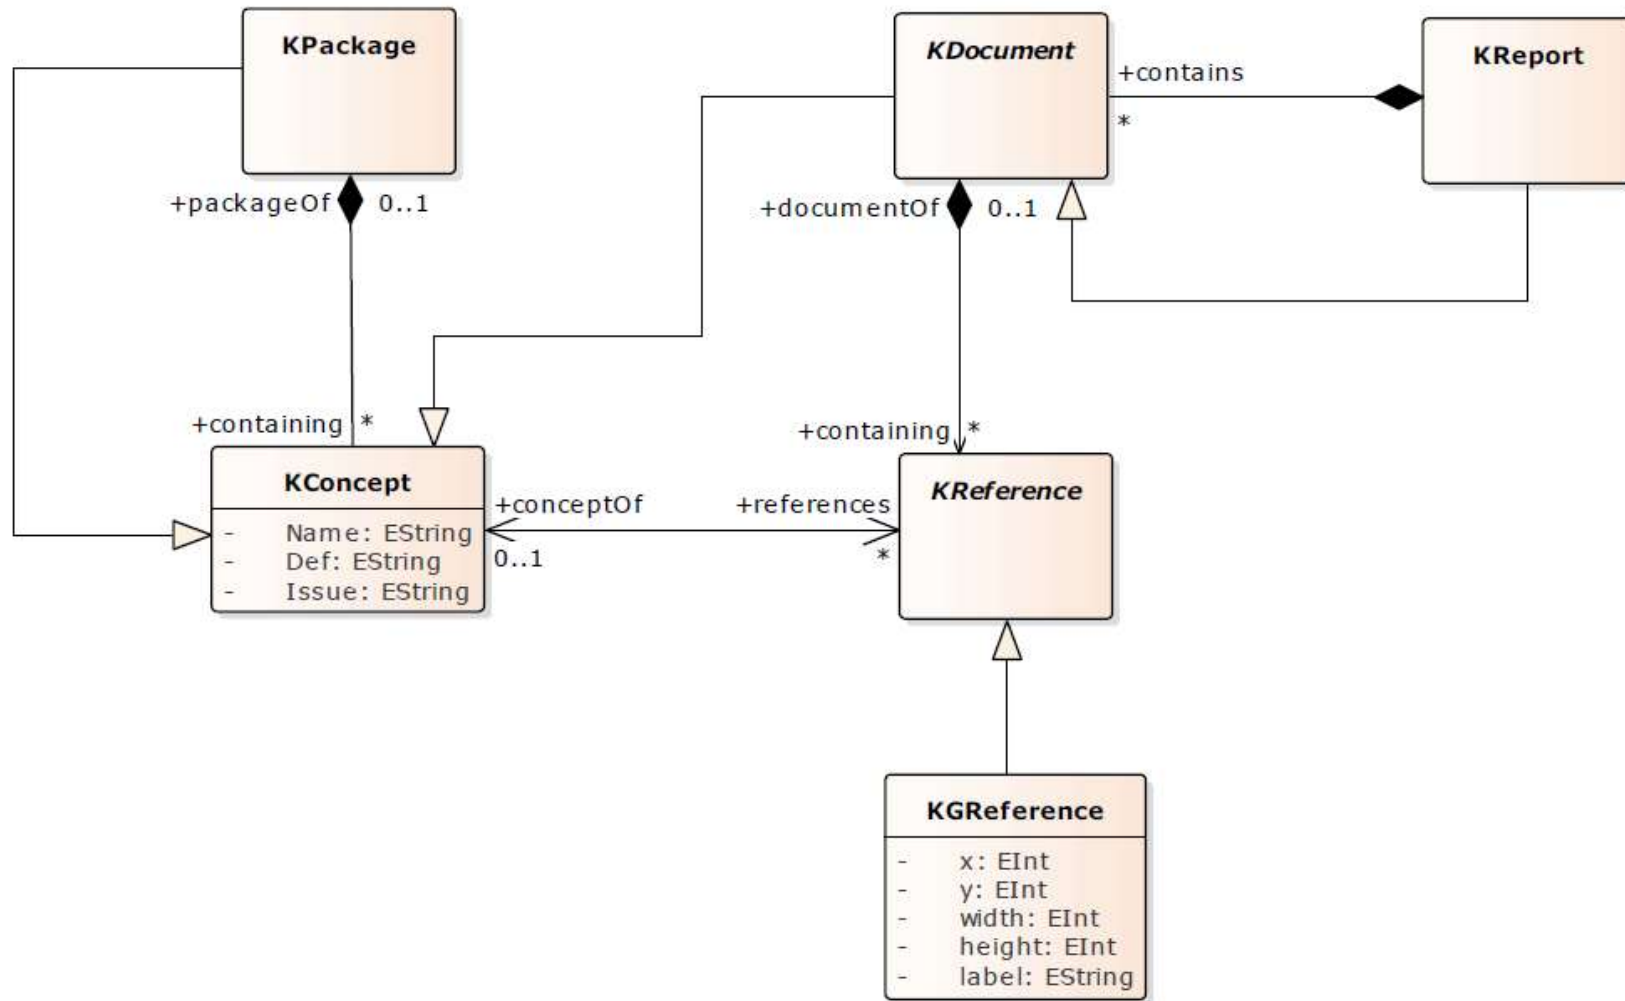 KPackage
KDocument
KReport
+contains
*
+packageOf 0..1
+documentOf 0..1
+containing *
+containing *
KConcept
- Name: EString
- Def: EString
- Issue: EString
+conceptOf
0..1
+references
*
KReference
KGReference
- x: EInt
- y: EInt
- width: EInt
- height: EInt
- label: EString